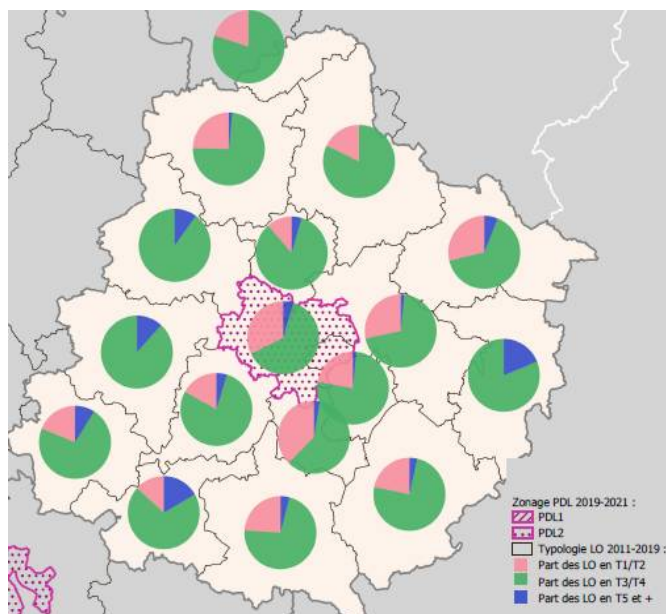 Zonage PDL 2019-2021 :
PDL1
PDL2
Typologie LO 2011-2019 :
Part des LO en T1/T2
Part des LO en T3/T4
Part des LO en T5 et +